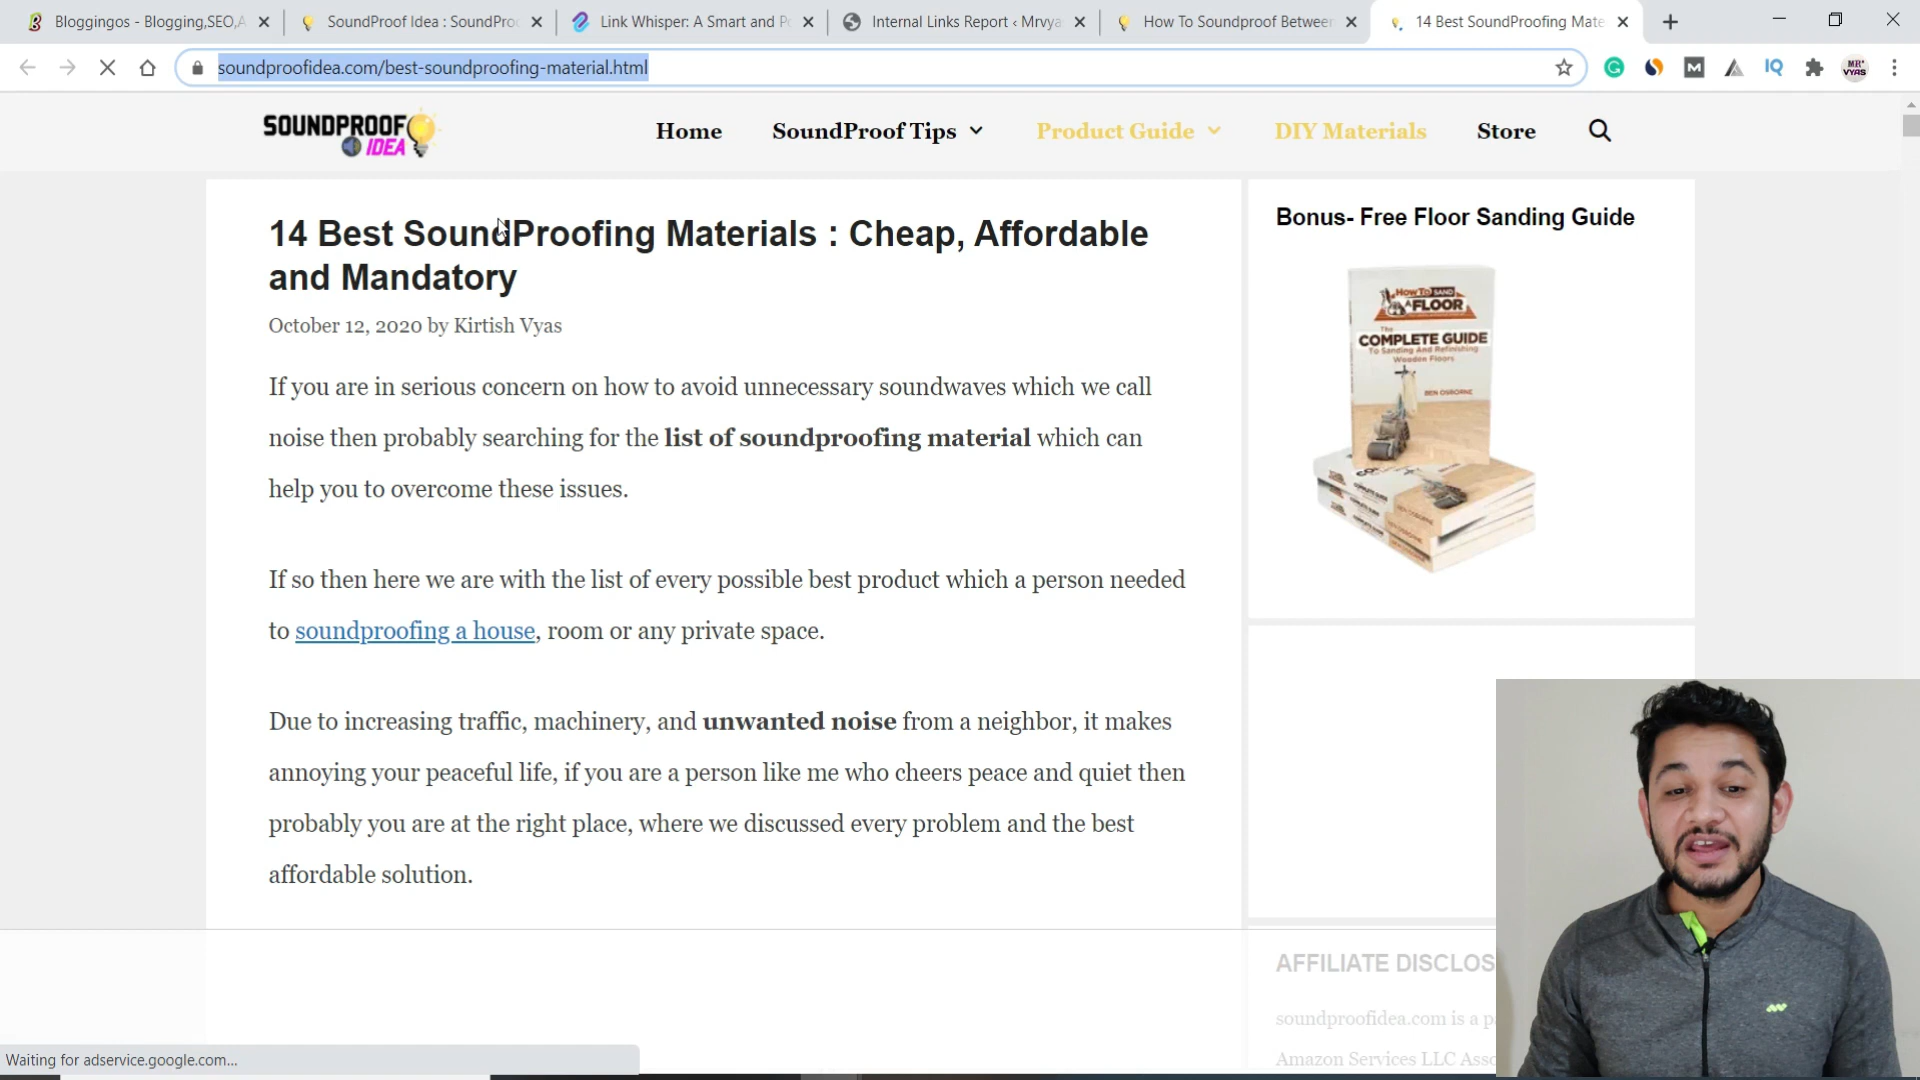 Bloggingos - Blogging,SEO,A
SoundProof Idea : SoundProo
Link Whisper: A Smart and Po
Internal Links Report ‹ Mrvya
How To Soundproof Between
14 Best SoundProofing Mate
soundproofidea.com/best-soundproofing-material.html
SOUNDPROOF
IDEA
Home
SoundProof Tips
Product Guide
DIY Materials
Store
14 Best SoundProofing Materials : Cheap, Affordable
and Mandatory
October 12, 2020 by Kirtish Vyas
If you are in serious concern on how to avoid unnecessary soundwaves which we call
noise then probably searching for the list of soundproofing material which can
help you to overcome these issues.
If so then here we are with the list of every possible best product which a person needed
to soundproofing a house, room or any private space.
Due to increasing traffic, machinery, and unwanted noise from a neighbor, it makes
annoying your peaceful life, if you are a person like me who cheers peace and quiet then
probably you are at the right place, where we discussed every problem and the best
affordable solution.
Bonus- Free Floor Sanding Guide
How To SAND
A FLOOR
The
COMPLETE GUIDE
To Sanding And Refinishing
Wooden Floors
BEN OSBORNE
AFFILIATE DISCLOS
soundproofidea.com is a p
Amazon Services LLC Asso
Waiting for adservice.google.com...
MR
VYAS